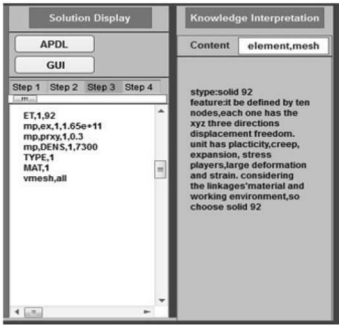 Solution Display
APDL
GUI
Step 1 Step 2 Step 3 Step 4
ET,1,92
mp,ex,1,1.65e+11
mp,prxy,1,0.3
mp,DENS,1,7300
TYPE,1
MAT,1
vmesh,all
Knowledge Interpretation
Content element,mesh
stype:solid 92
feature:it be defined by ten
nodes,each one has the
xyz three directions
displacement freedom.
unit has placticity,creep,
expansion, stress
players,large deformation
and strain. considering
the linkages'material and
working environment,so
choose solid 92